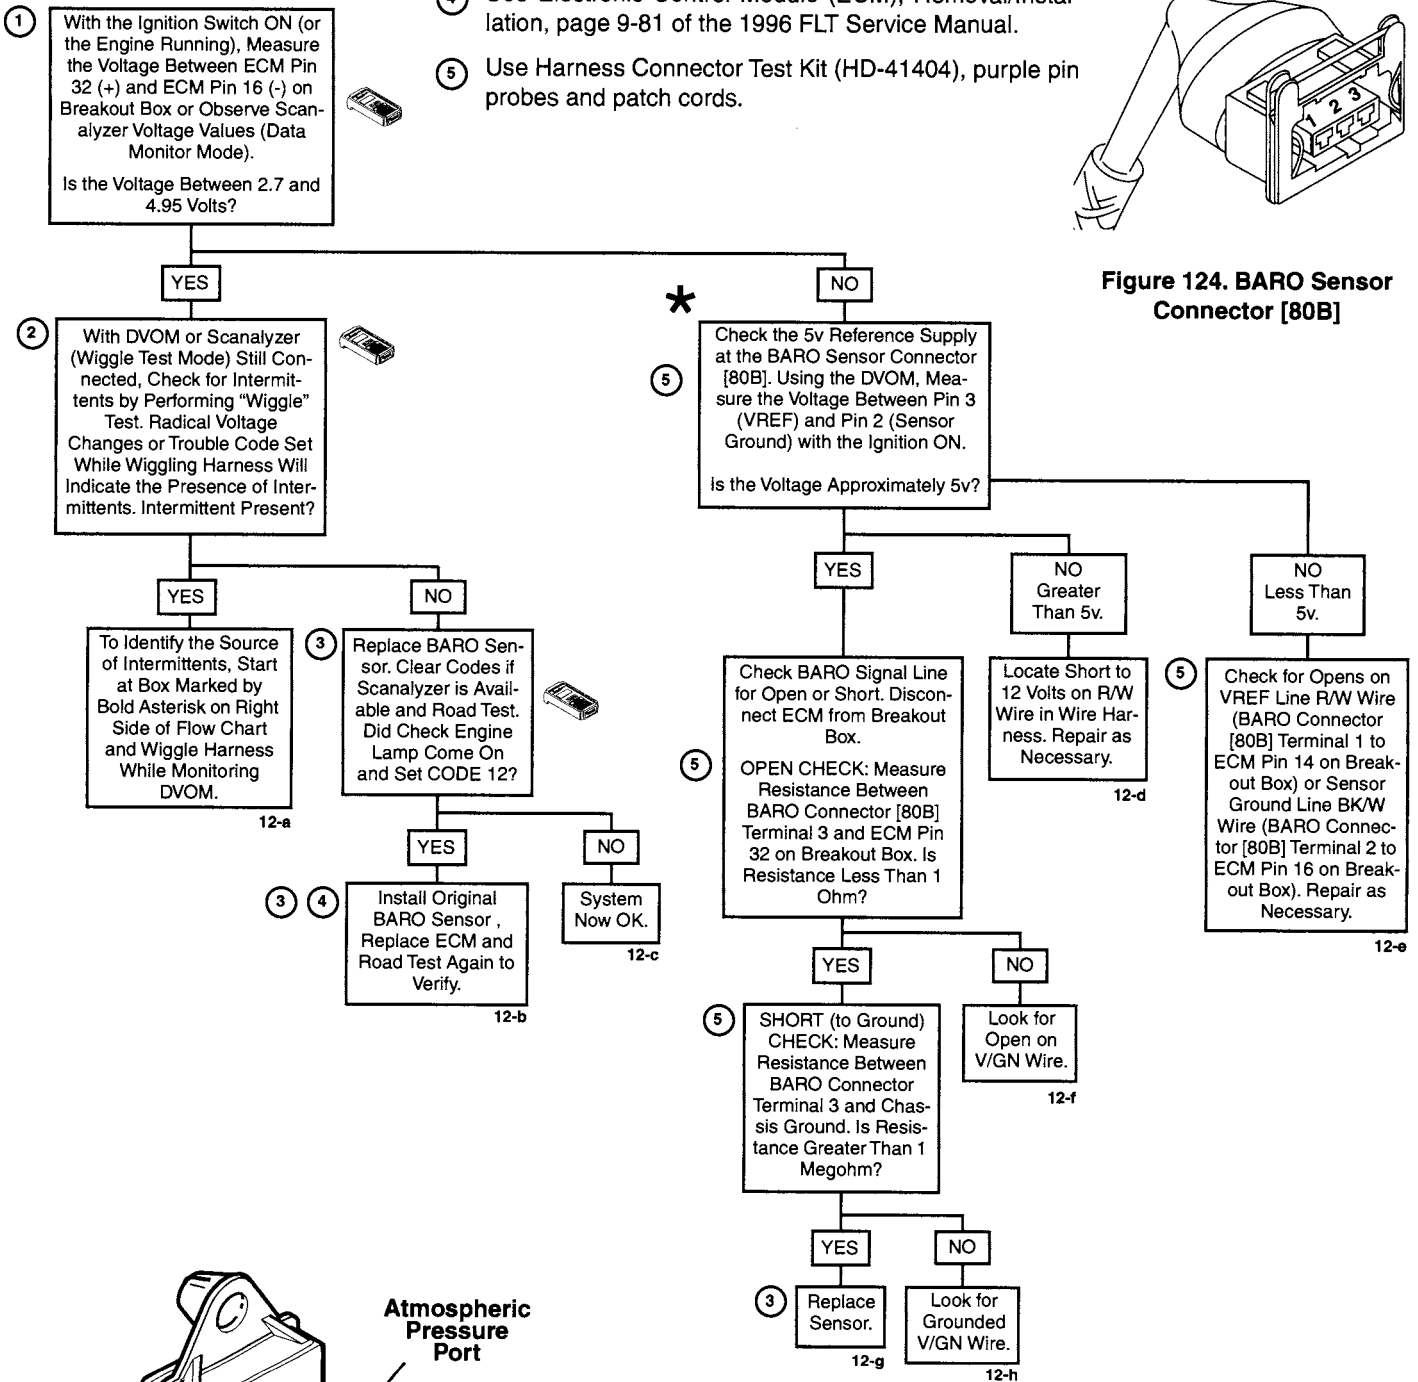 1
With the Ignition Switch ON (or
the Engine Running), Measure
the Voltage Between ECM Pin
32 (+) and ECM Pin 16 (-) on
Breakout Box or Observe Scan-
alyzer Voltage Values (Data
Monitor Mode).
Is the Voltage Between 2.7 and
4.95 Volts?
lation, page 9-81 of the 1996 FLT Service Manual.
5
Use Harness Connector Test Kit (HD-41404), purple pin
probes and patch cords.
1 2 3
Figure 124. BARO Sensor
Connector [80B]
YES
NO
2
With DVOM or Scanalyzer
(Wiggle Test Mode) Still Con-
nected, Check for Intermit-
tents by Performing “Wiggle”
Test. Radical Voltage
Changes or Trouble Code Set
While Wiggling Harness Will
Indicate the Presence of Inter-
mittents. Intermittent Present?
*
5
Check the 5v Reference Supply
at the BARO Sensor Connector
[80B]. Using the DVOM, Mea-
sure the Voltage Between Pin 3
(VREF) and Pin 2 (Sensor
Ground) with the Ignition ON.
Is the Voltage Approximately 5v?
YES
NO
YES
NO
Greater
Than 5v.
NO
Less Than
5v.
To Identify the Source
of Intermittents, Start
at Box Marked by
Bold Asterisk on Right
Side of Flow Chart
and Wiggle Harness
While Monitoring
DVOM.
12-a
3
Replace BARO Sen-
sor. Clear Codes if
Scanalyzer is Avail-
able and Road Test.
Did Check Engine
Lamp Come On
and Set CODE 12?
YES
NO
3 4
Install Original
BARO Sensor ,
Replace ECM and
Road Test Again to
Verify.
12-b
System
Now OK.
12-c
Check BARO Signal Line
for Open or Short. Discon-
nect ECM from Breakout
Box.
5
OPEN CHECK: Measure
Resistance Between
BARO Connector [80B]
Terminal 3 and ECM Pin
32 on Breakout Box. Is
Resistance Less Than 1
Ohm?
Locate Short to
12 Volts on R/W
Wire in Wire Har-
ness. Repair as
Necessary.
12-d
5
Check for Opens on
VREF Line R/W Wire
(BARO Connector
[80B] Terminal 1 to
ECM Pin 14 on Break-
out Box) or Sensor
Ground Line BK/W
Wire (BARO Connec-
tor [80B] Terminal 2 to
ECM Pin 16 on Break-
out Box). Repair as
Necessary.
12-e
YES
NO
5
SHORT (to Ground)
CHECK: Measure
Resistance Between
BARO Connector
Terminal 3 and Chas-
sis Ground. Is Resis-
tance Greater Than 1
Megohm?
Look for
Open on
V/GN Wire.
12-f
YES
NO
3
Replace
Sensor.
12-g
Look for
Grounded
V/GN Wire.
12-h
Atmospheric
Pressure
Port